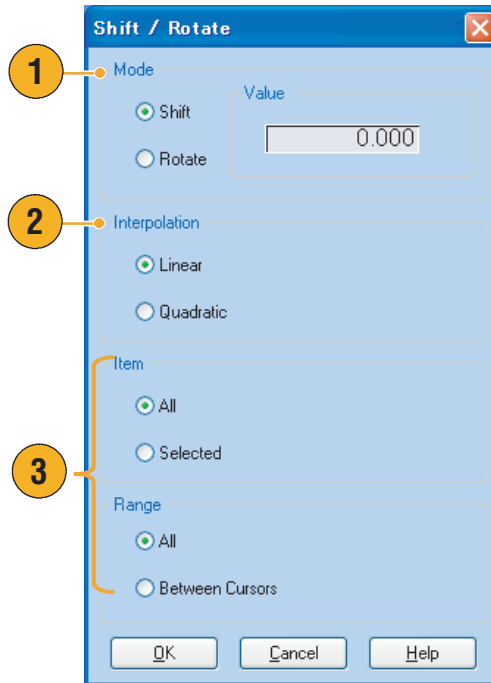 Shift / Rotate
1
Mode
Value
Shift
0.000
Rotate
2
Interpolation
Linear
Quadratic
Item
All
Selected
3
Range
All
Between Cursors
OK Cancel Help